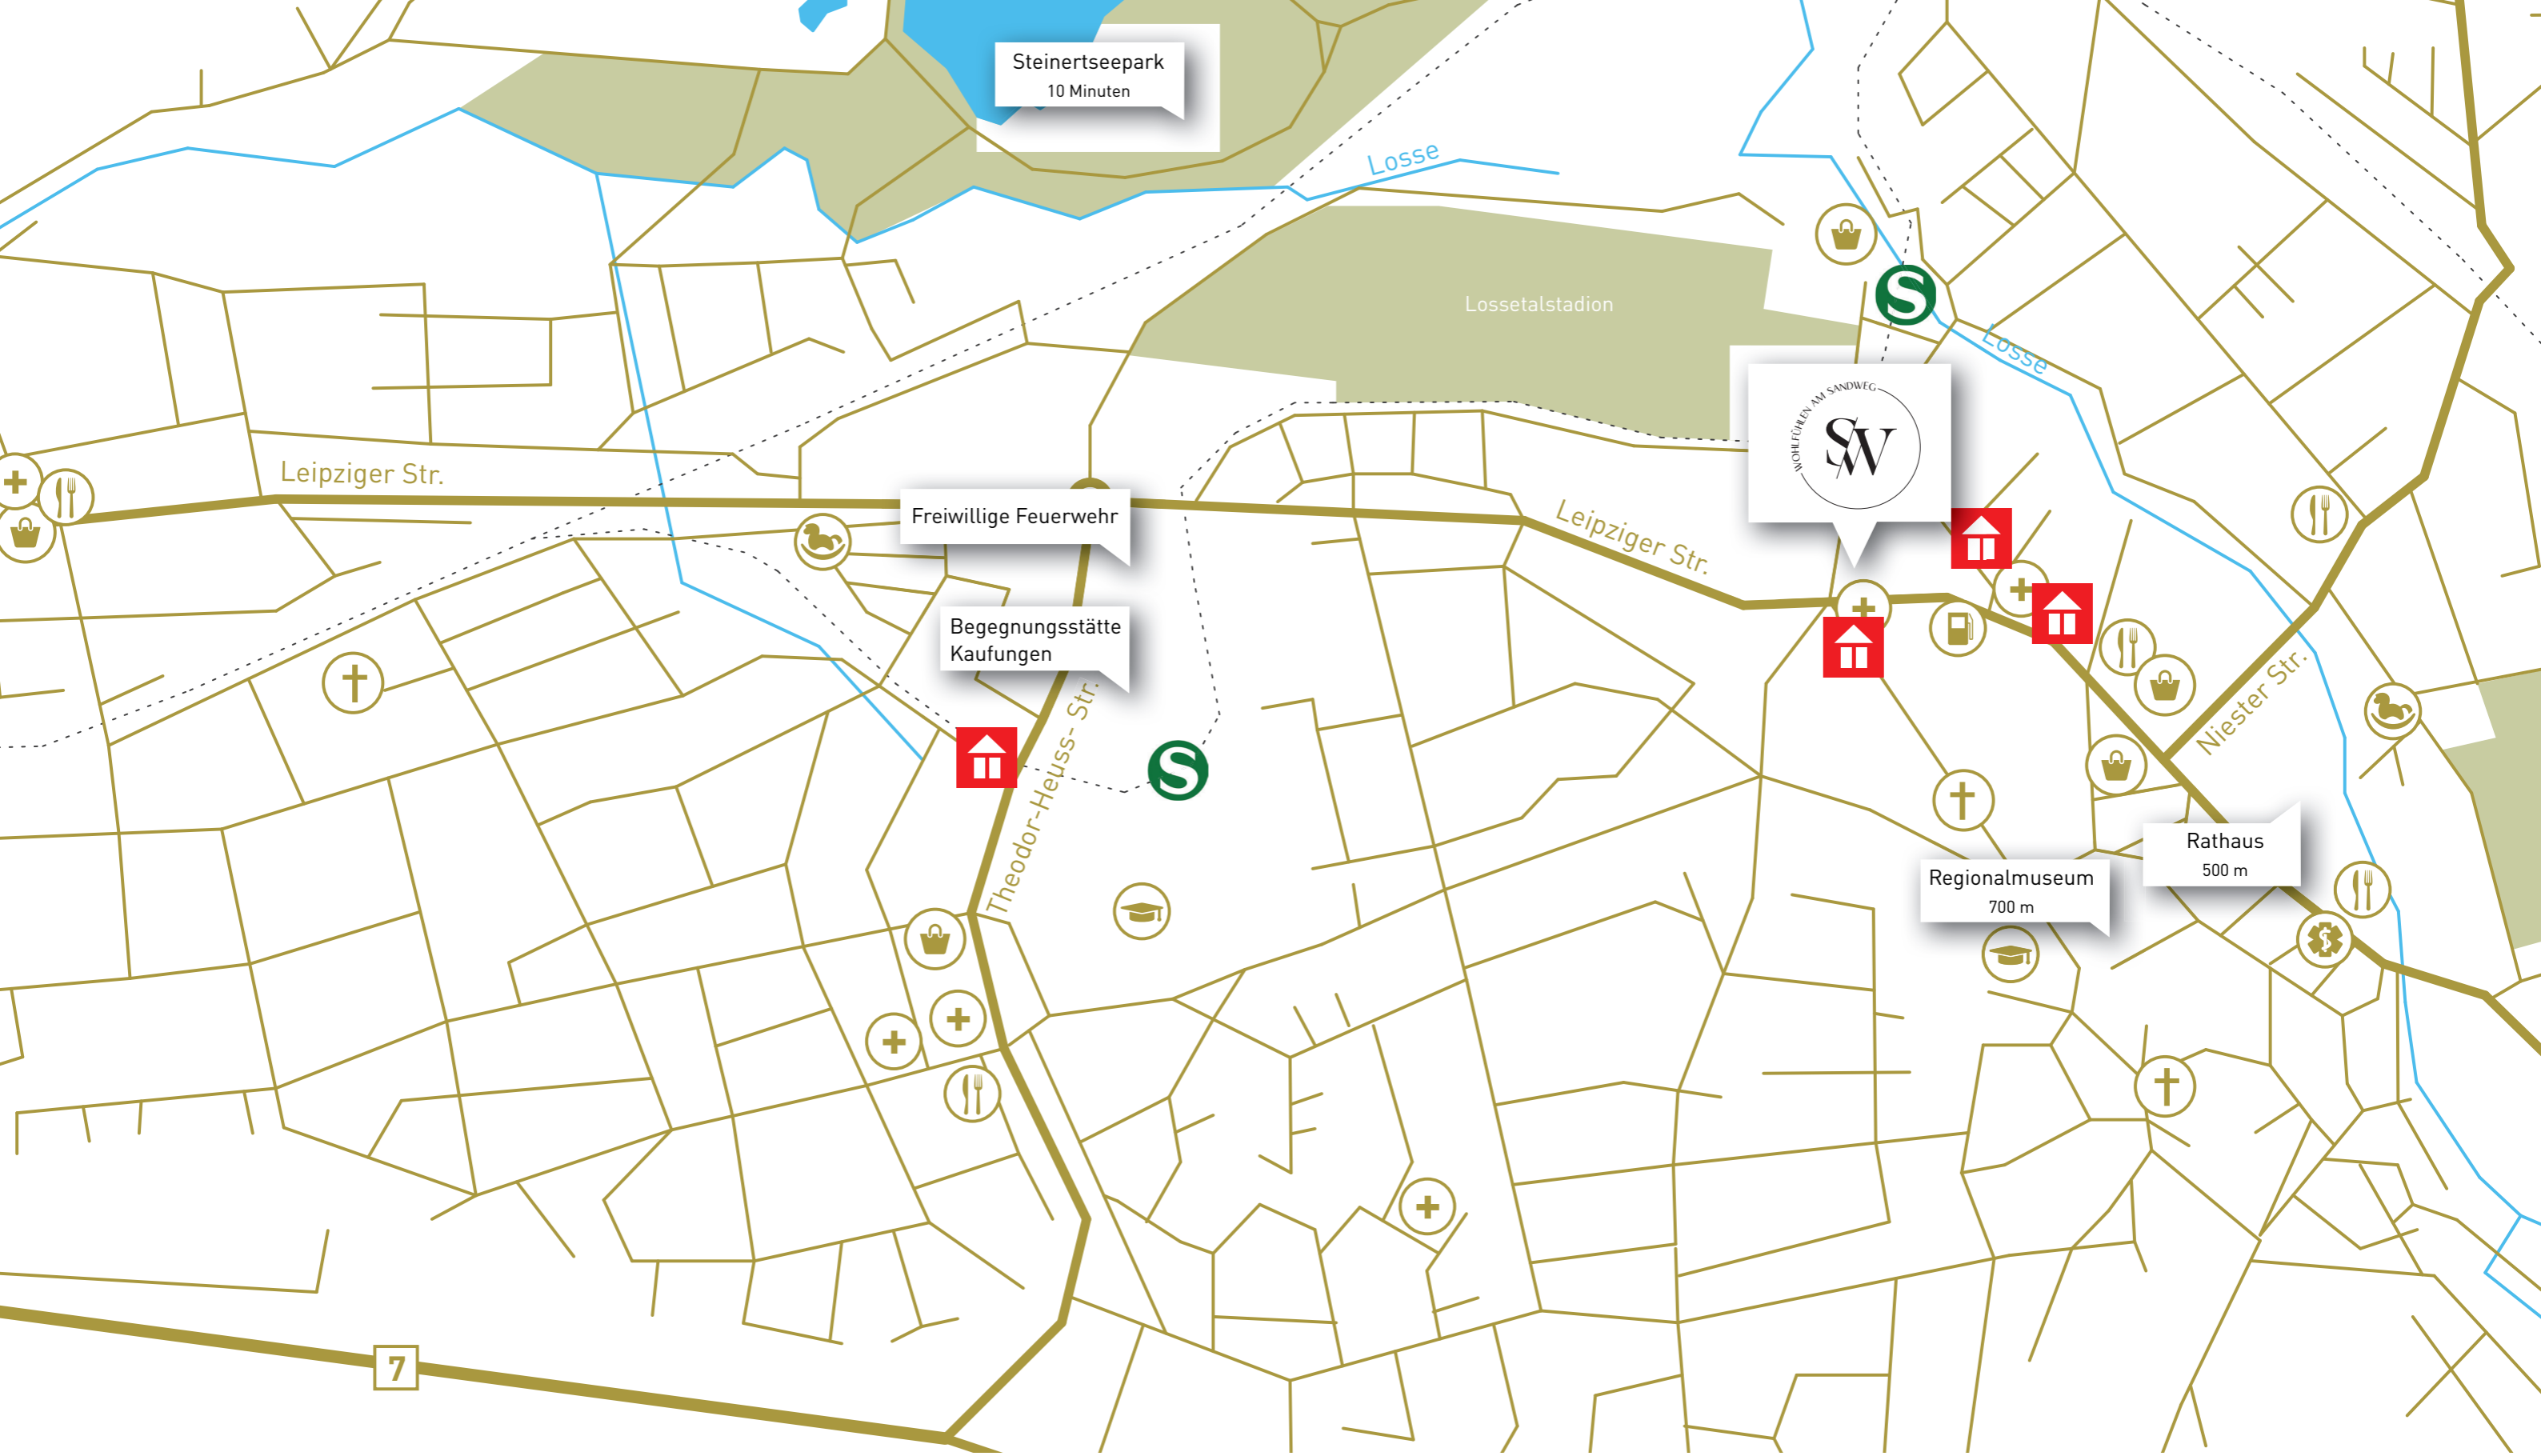 Steinertseepark
10 Minuten
Losse
Lossetalstadion
Losse
WOHLFÜHLEN AM SANDWEG
SW
Leipziger Str.
Freiwillige Feuerwehr
Leipziger Str.
Begegnungsstätte
Kaufungen
Niester Str.
Theodor-Heuss- Str.
S
S
Rathaus
500 m
Regionalmuseum
700 m
7